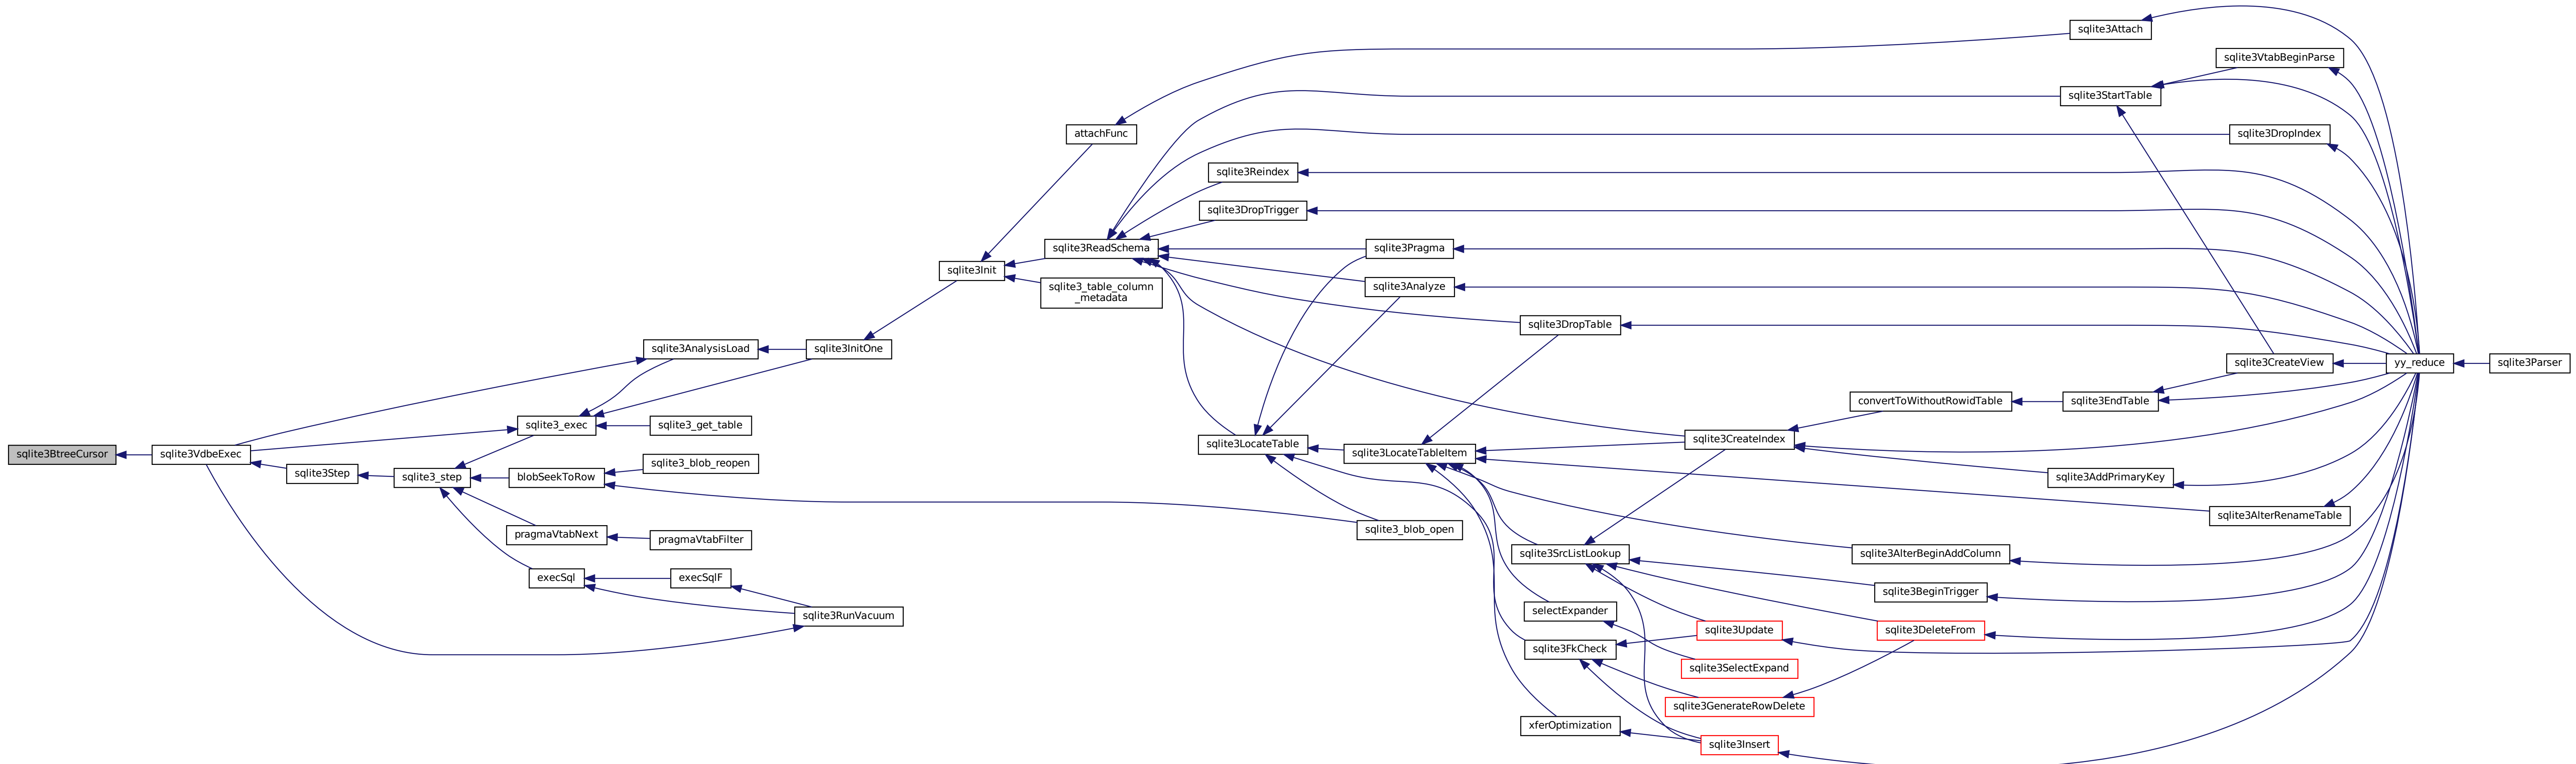 sqlite3Attach
sqlite3VtabBeginParse
sqlite3StartTable
attachFunc
sqlite3DropIndex
sqlite3Reindex
sqlite3DropTrigger
sqlite3ReadSchema
sqlite3Pragma
sqlite3Init
sqlite3_table_column
_metadata
sqlite3Analyze
sqlite3DropTable
sqlite3AnalysisLoad
sqlite3InitOne
sqlite3CreateView
yy_reduce
sqlite3Parser
convertToWithoutRowidTable
sqlite3EndTable
sqlite3_exec
sqlite3_get_table
sqlite3LocateTable
sqlite3CreateIndex
sqlite3BtreeCursor
sqlite3VdbeExec
sqlite3LocateTableItem
sqlite3_blob_reopen
sqlite3Step
sqlite3_step
blobSeekToRow
sqlite3AddPrimaryKey
sqlite3AlterRenameTable
sqlite3_blob_open
pragmaVtabNext
pragmaVtabFilter
sqlite3SrcListLookup
sqlite3AlterBeginAddColumn
execSql
execSqlF
sqlite3BeginTrigger
selectExpander
sqlite3RunVacuum
sqlite3Update
sqlite3DeleteFrom
sqlite3FkCheck
sqlite3SelectExpand
sqlite3GenerateRowDelete
xferOptimization
sqlite3Insert